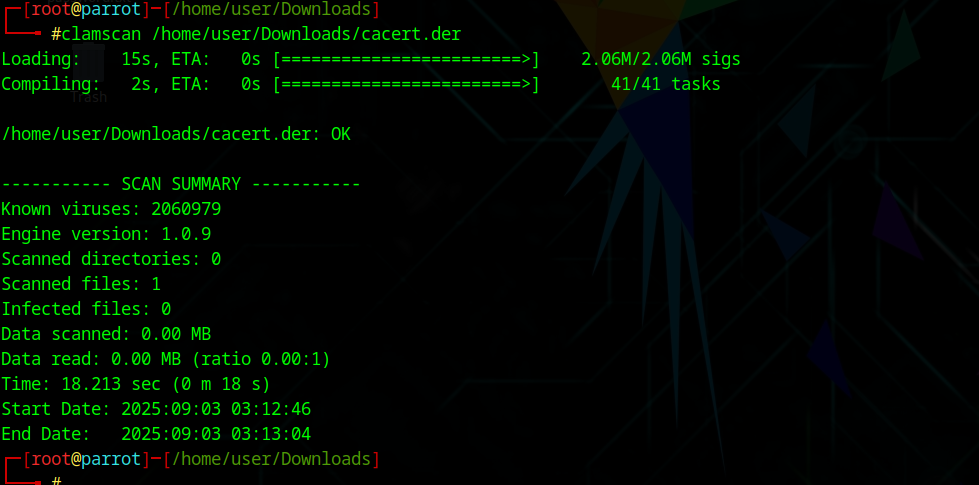 ┌─[root@parrot]─[/home/user/Downloads]
└──╼ #clamscan /home/user/Downloads/cacert.der
Loading:    15s, ETA:   0s [========================>]    2.06M/2.06M sigs
Compiling:   2s, ETA:   0s [========================>]       41/41 tasks
Trash
/home/user/Downloads/cacert.der: OK
----------- SCAN SUMMARY -----------
Known viruses: 2060979
Engine version: 1.0.9
Scanned directories: 0
Scanned files: 1
Infected files: 0
Data scanned: 0.00 MB
Data read: 0.00 MB (ratio 0.00:1)
Time: 18.213 sec (0 m 18 s)
Start Date: 2025:09:03 03:12:46
End Date:   2025:09:03 03:13:04
┌─[root@parrot]─[/home/user/Downloads]
└──╼ #